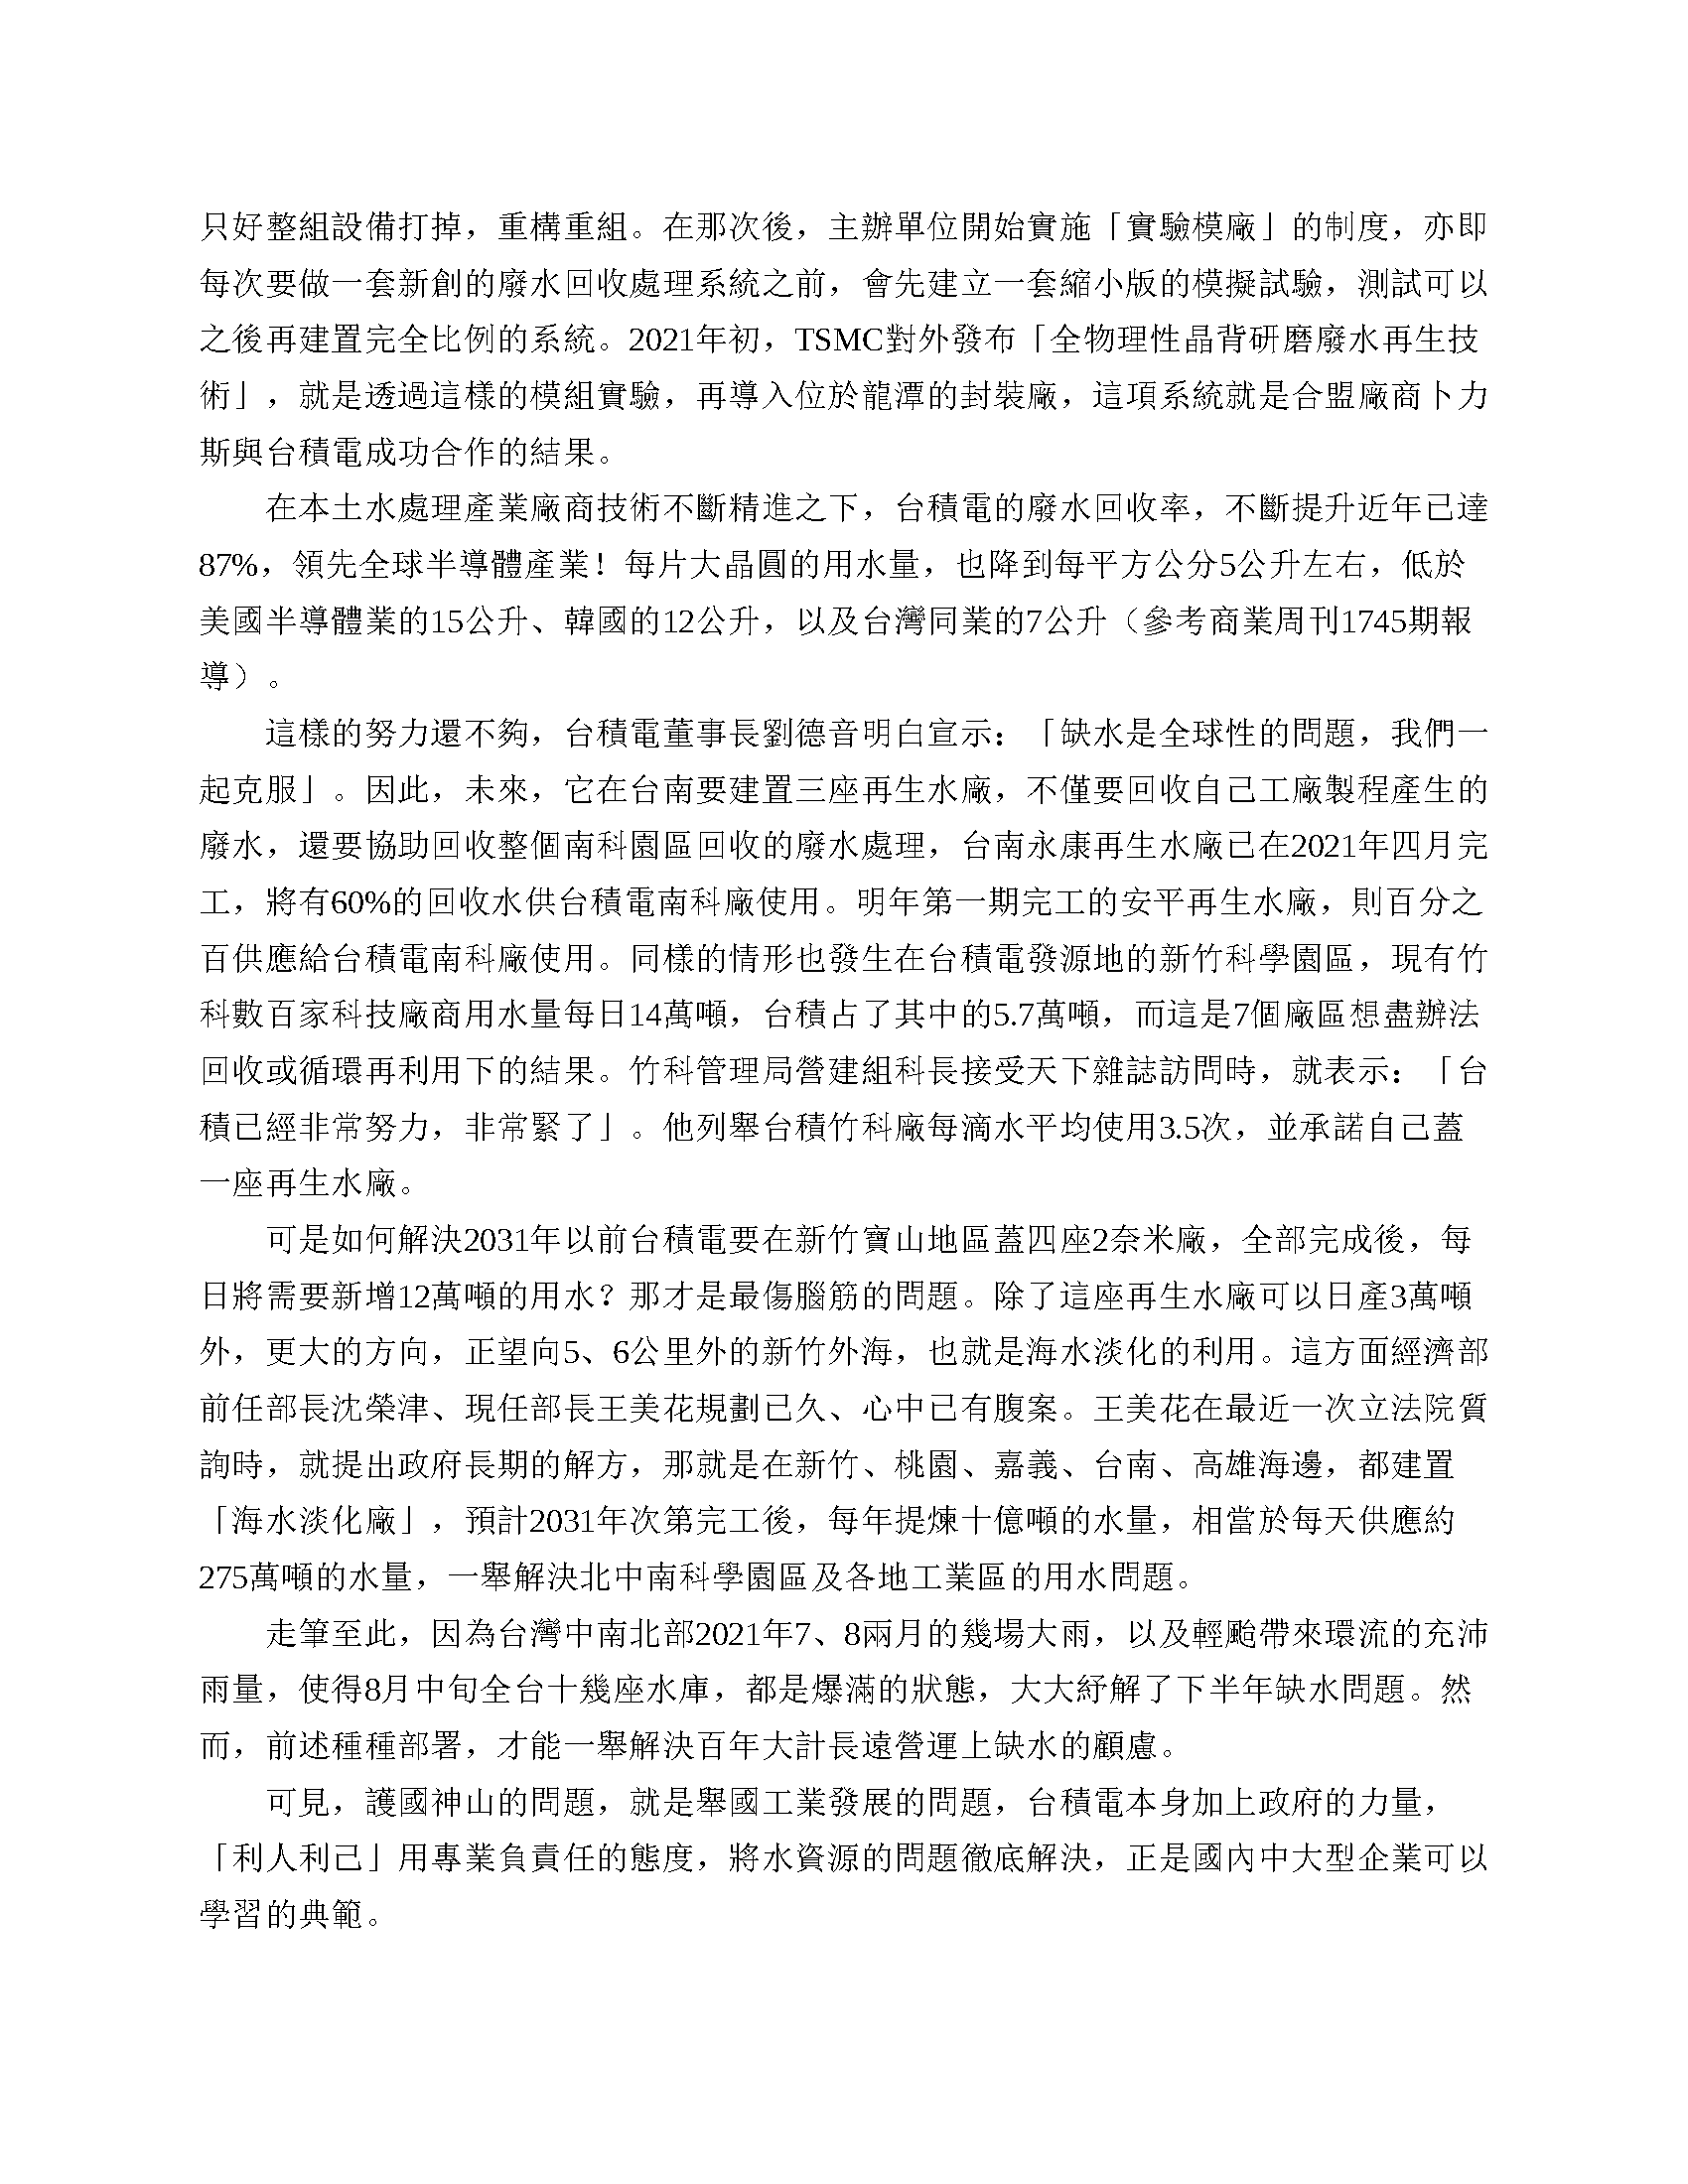 只好整組設備打掉，重構重組。在那次後，主辦單位開始實施「實驗模廠」的制度，亦即
每次要做一套新創的廢水回收處理系統之前，會先建立一套縮小版的模擬試驗，測試可以
之後再建置完全比例的系統。2021年初，TSMC對外發布「全物理性晶背研磨廢水再生技
術」，就是透過這樣的模組實驗，再導入位於龍潭的封裝廠，這項系統就是合盟廠商卜力
斯與台積電成功合作的結果。
在本土水處理產業廠商技術不斷精進之下，台積電的廢水回收率，不斷提升近年已達
87%，領先全球半導體產業！每片大晶圓的用水量，也降到每平方公分5公升左右，低於
美國半導體業的15公升、韓國的12公升，以及台灣同業的7公升（參考商業周刊1745期報
導）。
這樣的努力還不夠，台積電董事長劉德音明白宣示：「缺水是全球性的問題，我們一
起克服」。因此，未來，它在台南要建置三座再生水廠，不僅要回收自己工廠製程產生的
廢水，還要協助回收整個南科園區回收的廢水處理，台南永康再生水廠已在2021年四月完
工，將有60%的回收水供台積電南科廠使用。明年第一期完工的安平再生水廠，則百分之
百供應給台積電南科廠使用。同樣的情形也發生在台積電發源地的新竹科學園區，現有竹
科數百家科技廠商用水量每日14萬噸，台積占了其中的5.7萬噸，而這是7個廠區想盡辦法
回收或循環再利用下的結果。竹科管理局營建組科長接受天下雜誌訪問時，就表示：「台
積已經非常努力，非常緊了」。他列舉台積竹科廠每滴水平均使用3.5次，並承諾自己蓋
一座再生水廠。
可是如何解決2031年以前台積電要在新竹寶山地區蓋四座2奈米廠，全部完成後，每
日將需要新增12萬噸的用水？那才是最傷腦筋的問題。除了這座再生水廠可以日產3萬噸
外，更大的方向，正望向5、6公里外的新竹外海，也就是海水淡化的利用。這方面經濟部
前任部長沈榮津、現任部長王美花規劃已久、心中已有腹案。王美花在最近一次立法院質
詢時，就提出政府長期的解方，那就是在新竹、桃園、嘉義、台南、高雄海邊，都建置
「海水淡化廠」，預計2031年次第完工後，每年提煉十億噸的水量，相當於每天供應約
275萬噸的水量，一舉解決北中南科學園區及各地工業區的用水問題。
走筆至此，因為台灣中南北部2021年7、8兩月的幾場大雨，以及輕颱帶來環流的充沛
雨量，使得8月中旬全台十幾座水庫，都是爆滿的狀態，大大紓解了下半年缺水問題。然
而，前述種種部署，才能一舉解決百年大計長遠營運上缺水的顧慮。
可見，護國神山的問題，就是舉國工業發展的問題，台積電本身加上政府的力量，
「利人利己」用專業負責任的態度，將水資源的問題徹底解決，正是國內中大型企業可以
學習的典範。